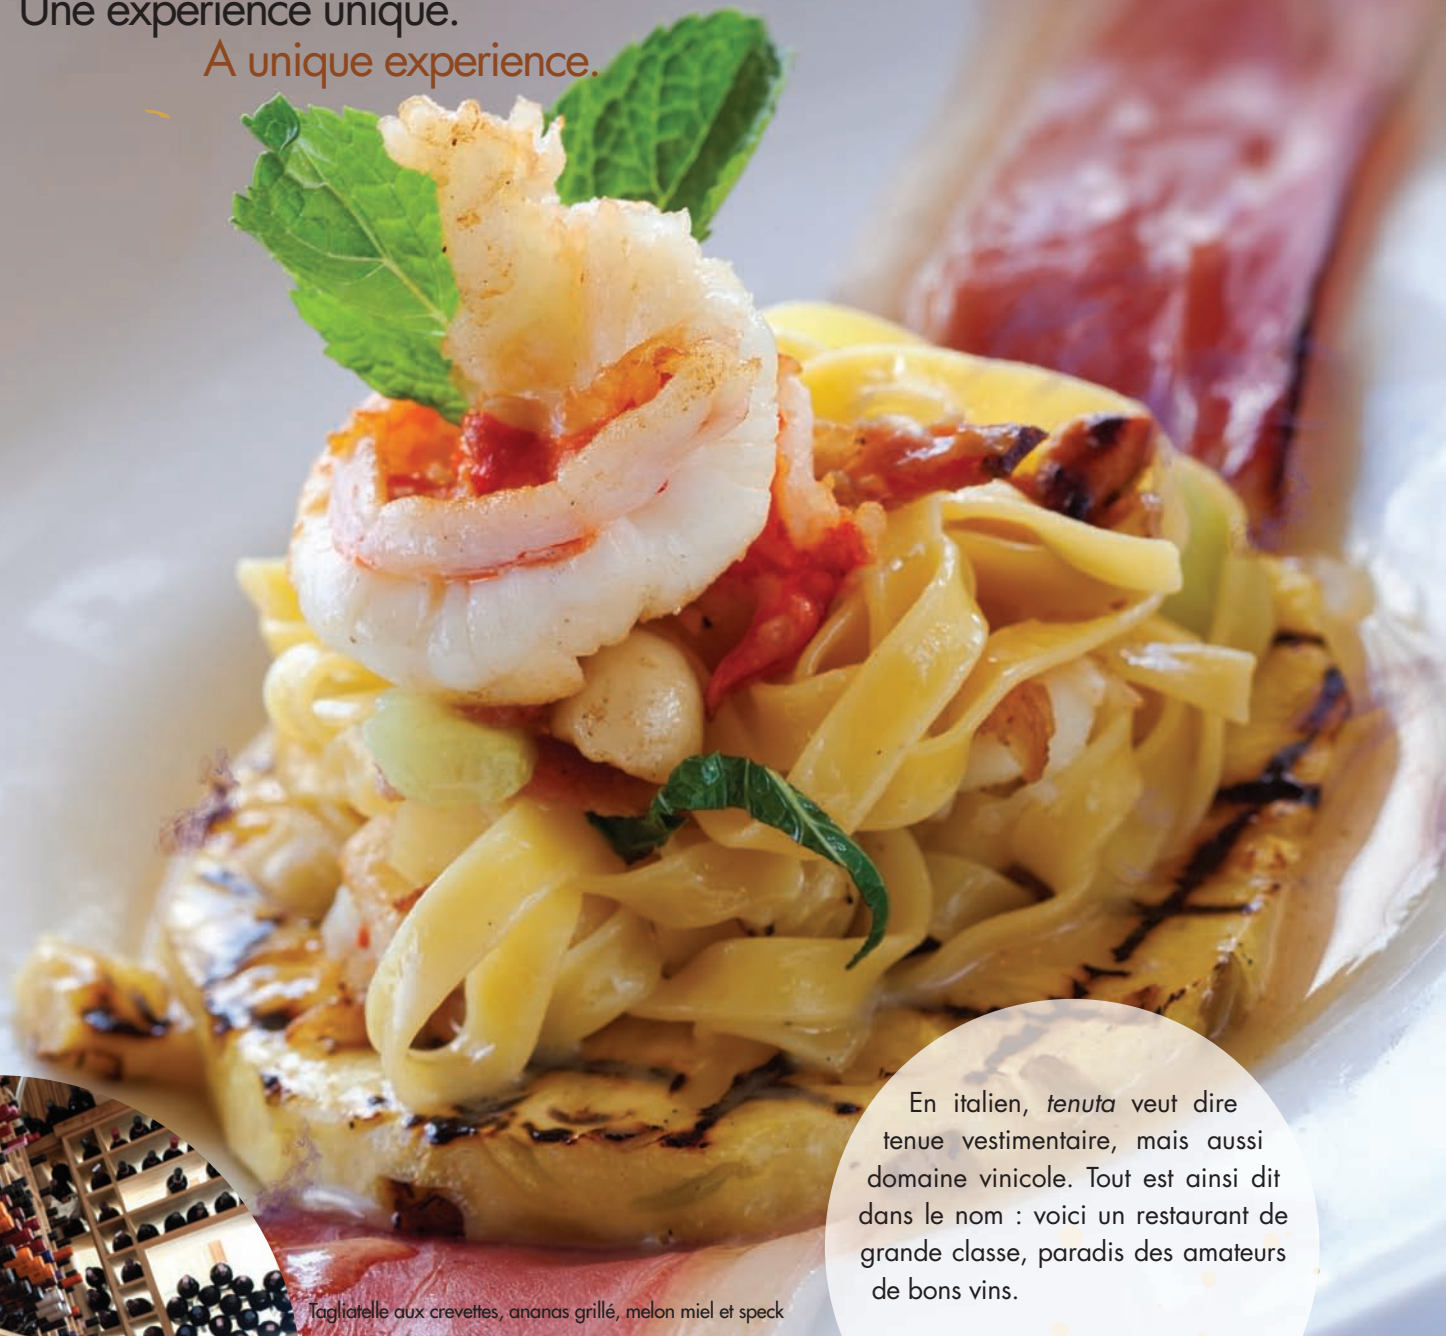 Une expérience unique.
A unique experience.
En italien, tenuta veut dire
tenue vestimentaire, mais aussi
domaine vinicole. Tout est ainsi dit
dans le nom : voici un restaurant de
grande classe, paradis des amateurs
de bons vins.
Tagliatelle aux crevettes, ananas grillé, melon miel et speck